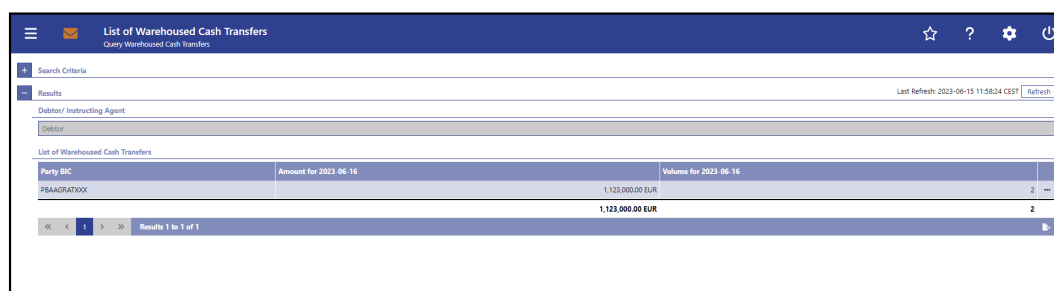 List of Warehoused Cash Transfers
Query Warehoused Cash Transfers
?
+ Search Criteria
− Results Last Refresh: 2023-06-15 11:58:24 CEST Refresh
Debtor/ Instructing Agent
Debtor
List of Warehoused Cash Transfers
Party BIC Amount for 2023-06-16 Volume for 2023-06-16
PBAAGRATXXX 1,123,000.00 EUR 2 ...
1,123,000.00 EUR 2
« < 1 > » Results 1 to 1 of 1